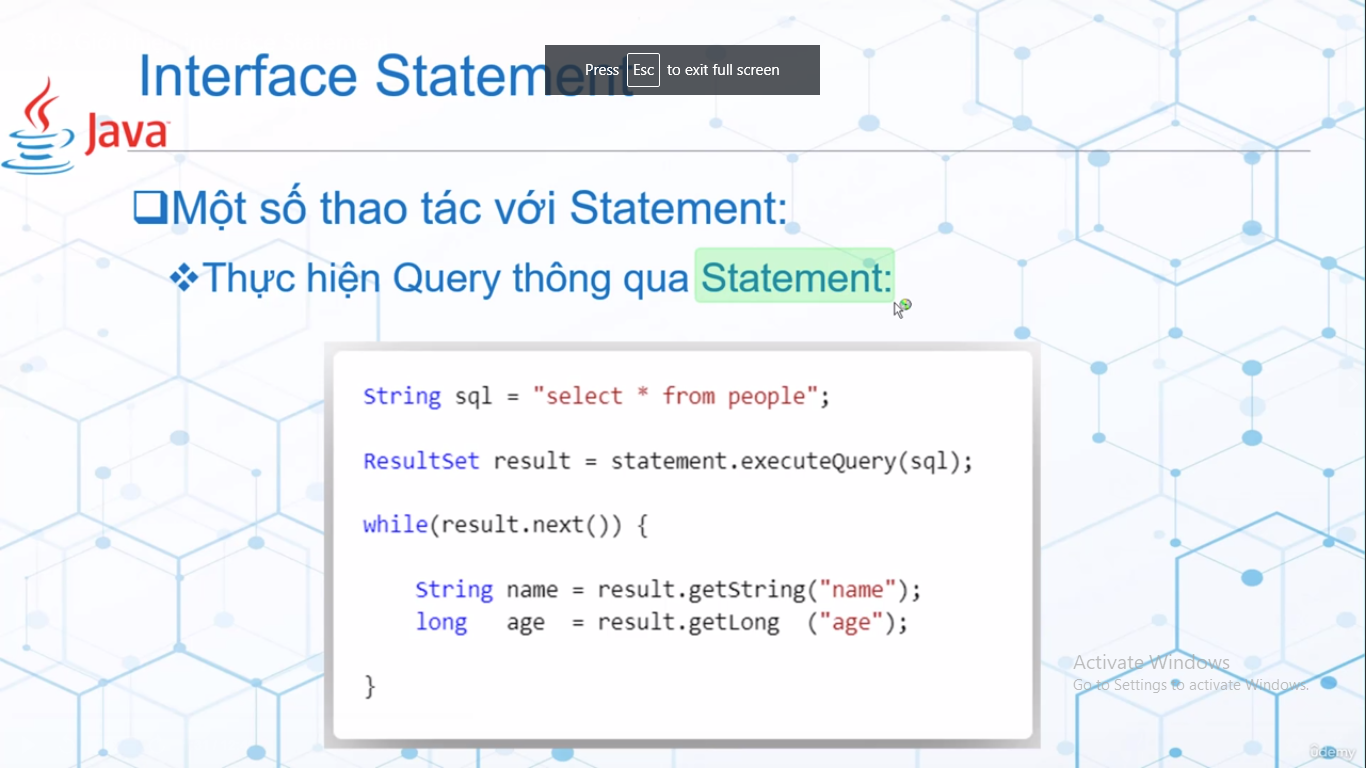 Interface Statement
Press Esc to exit full screen
Java
Một số thao tác với Statement:
Thực hiện Query thông qua Statement:
String sql = "select * from people";
ResultSet result = statement.executeQuery(sql);
while(result.next()) {
String name = result.getString("name");
long   age  = result.getLong  ("age");
}
Activate Windows
Go to Settings to activate Windows.
ûdemy